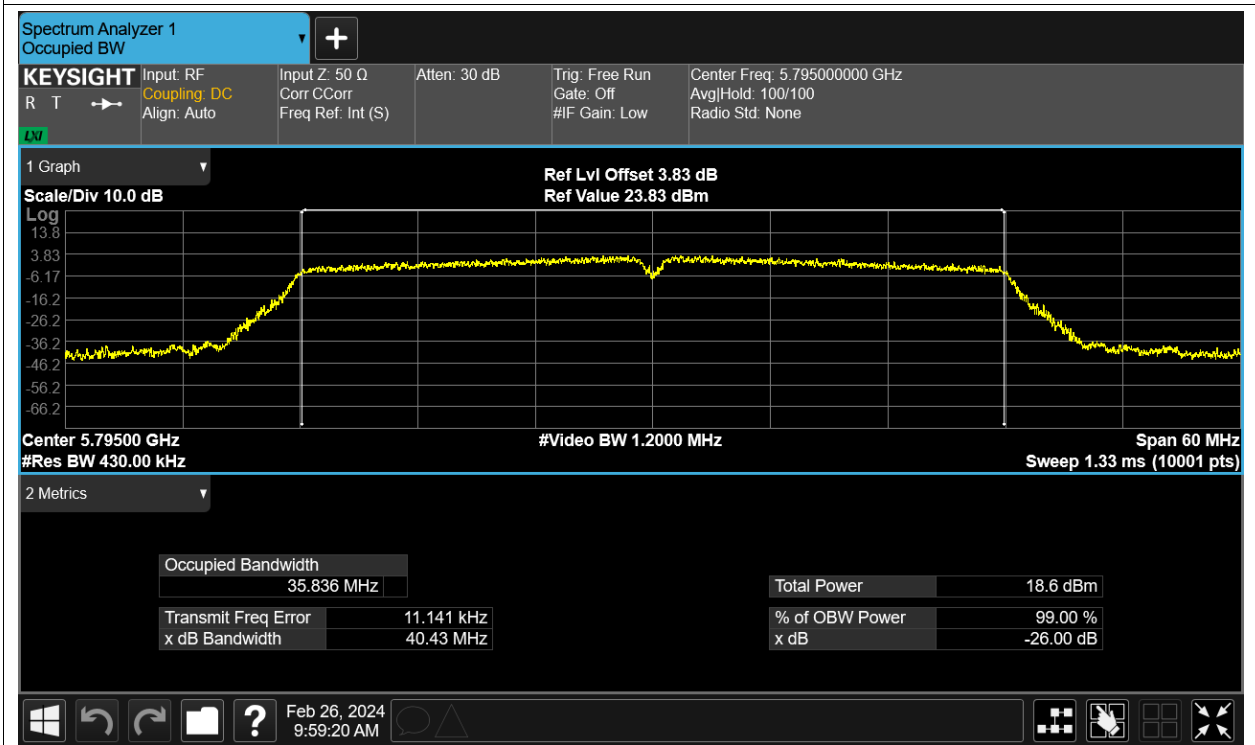 Spectrum Analyzer 1
Occupied BW
KEYSIGHT
R T
LXI
Input: RF
Coupling: DC
Align: Auto
Input Z: 50 Ω
Corr CCorr
Freq Ref: Int (S)
Atten: 30 dB
Trig: Free Run
Gate: Off
#IF Gain: Low
Center Freq: 5.795000000 GHz
Avg|Hold: 100/100
Radio Std: None
1 Graph
Scale/Div 10.0 dB
Ref Lvl Offset 3.83 dB
Ref Value 23.83 dBm
Log
13.8
3.83
-6.17
-16.2
-26.2
-36.2
-46.2
-56.2
-66.2
Center 5.79500 GHz
#Res BW 430.00 kHz
#Video BW 1.2000 MHz
Span 60 MHz
Sweep 1.33 ms (10001 pts)
2 Metrics
Occupied Bandwidth
35.836 MHz
Transmit Freq Error 11.141 kHz
x dB Bandwidth 40.43 MHz
Total Power 18.6 dBm
% of OBW Power 99.00 %
x dB -26.00 dB
?
Feb 26, 2024
9:59:20 AM